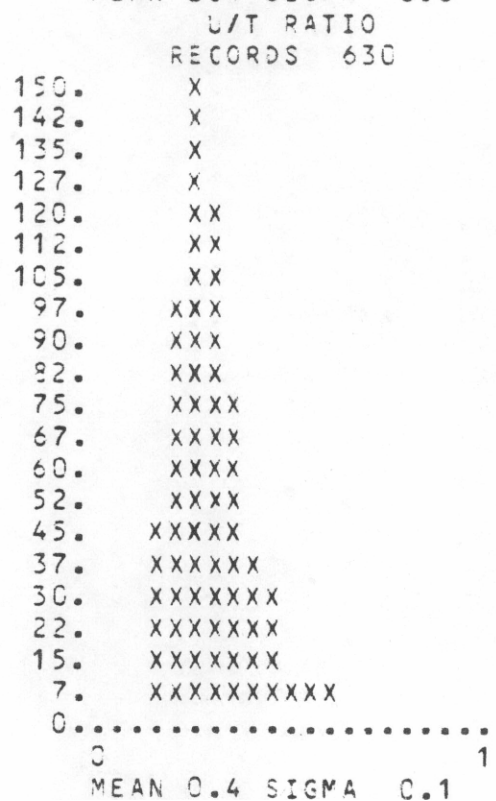 U/T RATIO
RECORDS 630
150. X
142. X
135. X
127. X
120. XX
112. XX
105. XX
97. XXX
90. XXX
82. XXX
75. XXXX
67. XXXX
60. XXXX
52. XXXX
45. XXXXX
37. XXXXXX
30. XXXXXXX
22. XXXXXXX
15. XXXXXXX
7. XXXXXXXXXX
0.....................
0 1
MEAN 0.4 SIGMA 0.1